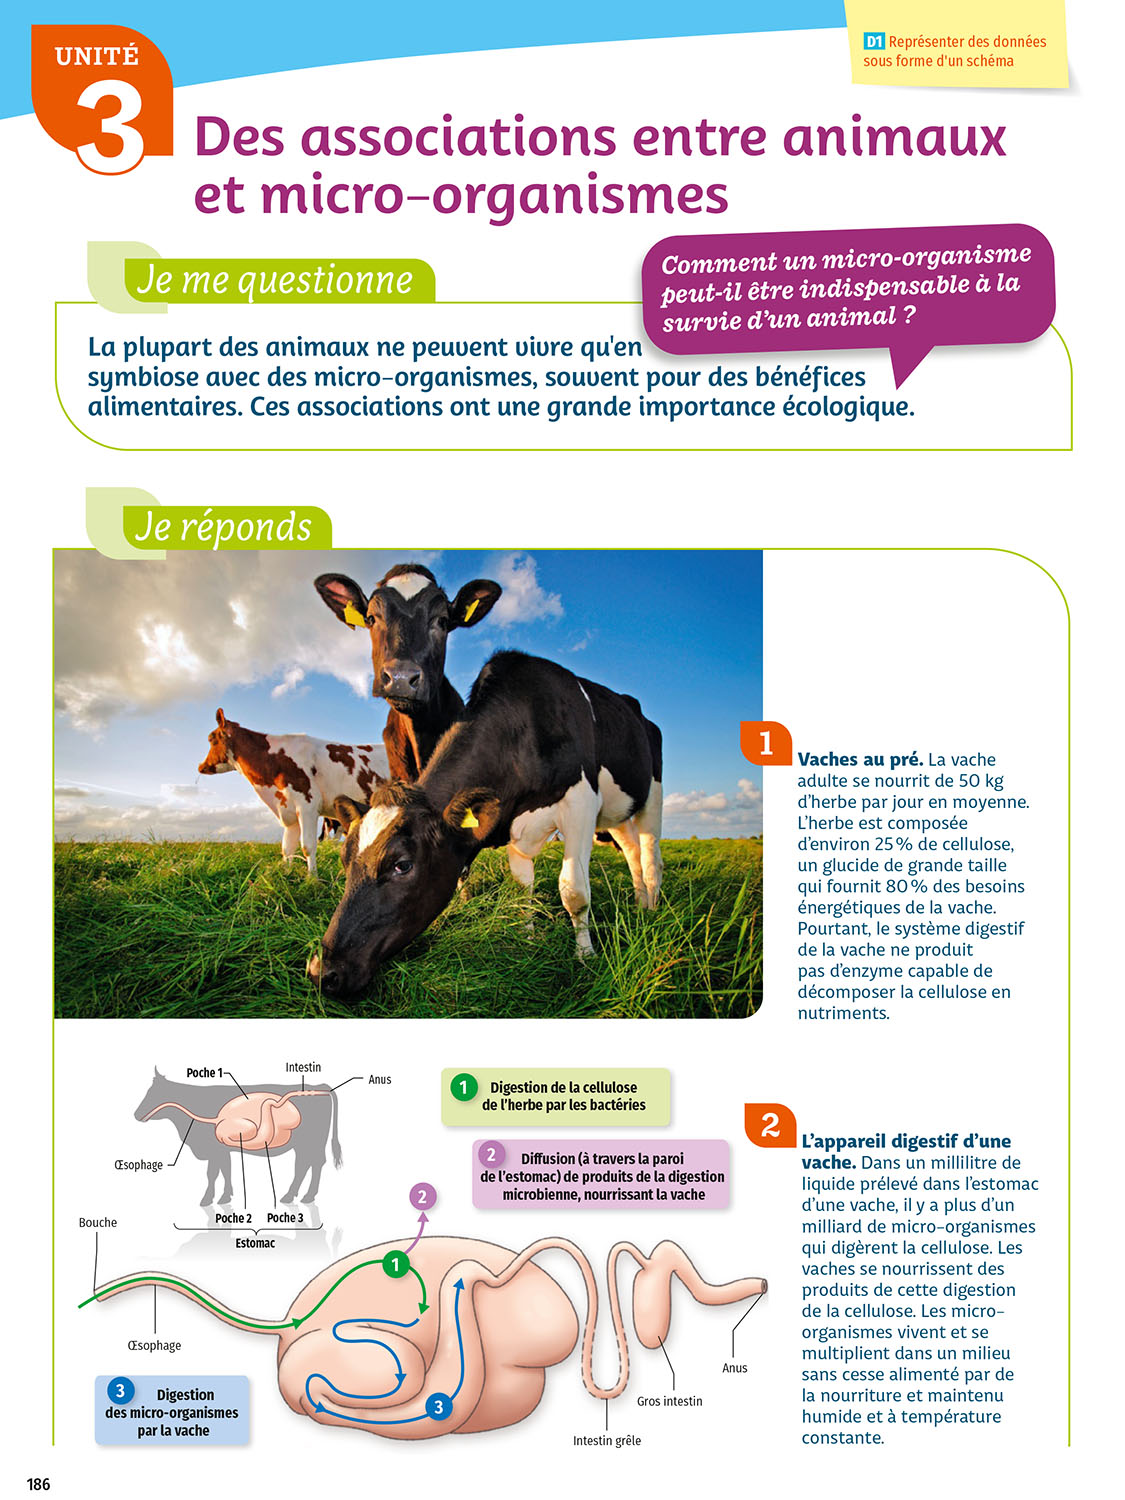 UNITÉ
3
D1 Représenter des données
sous forme d'un schéma
Des associations entre animaux
et micro-organismes
Je me questionne
Comment un micro-organisme
peut-il être indispensable à la
survie d'un animal ?
La plupart des animaux ne peuvent vivre qu'en
symbiose avec des micro-organismes, souvent pour des bénéfices
alimentaires. Ces associations ont une grande importance écologique.
Je réponds
1
Vaches au pré. La vache
adulte se nourrit de 50 kg
d'herbe par jour en moyenne.
L'herbe est composée
d'environ 25 % de cellulose,
un glucide de grande taille
qui fournit 80 % des besoins
énergétiques de la vache.
Pourtant, le système digestif
de la vache ne produit
pas d'enzyme capable de
décomposer la cellulose en
nutriments.
Poche 1
Intestin
Anus
Œsophage
Poche 2
Poche 3
Estomac
1 Digestion de la cellulose
de l'herbe par les bactéries
2 Diffusion (à travers la paroi
de l'estomac) de produits de la digestion
microbienne, nourrissant la vache
2
Bouche
1
Œsophage
3 Digestion
des micro-organismes
par la vache
3
Anus
Gros intestin
Intestin grêle
2
L'appareil digestif d'une
vache. Dans un millilitre de
liquide prélevé dans l'estomac
d'une vache, il y a plus d'un
milliard de micro-organismes
qui digèrent la cellulose. Les
vaches se nourrissent des
produits de cette digestion
de la cellulose. Les micro-
organismes vivent et se
multiplient dans un milieu
sans cesse alimenté par de
la nourriture et maintenu
humide et à température
constante.
186